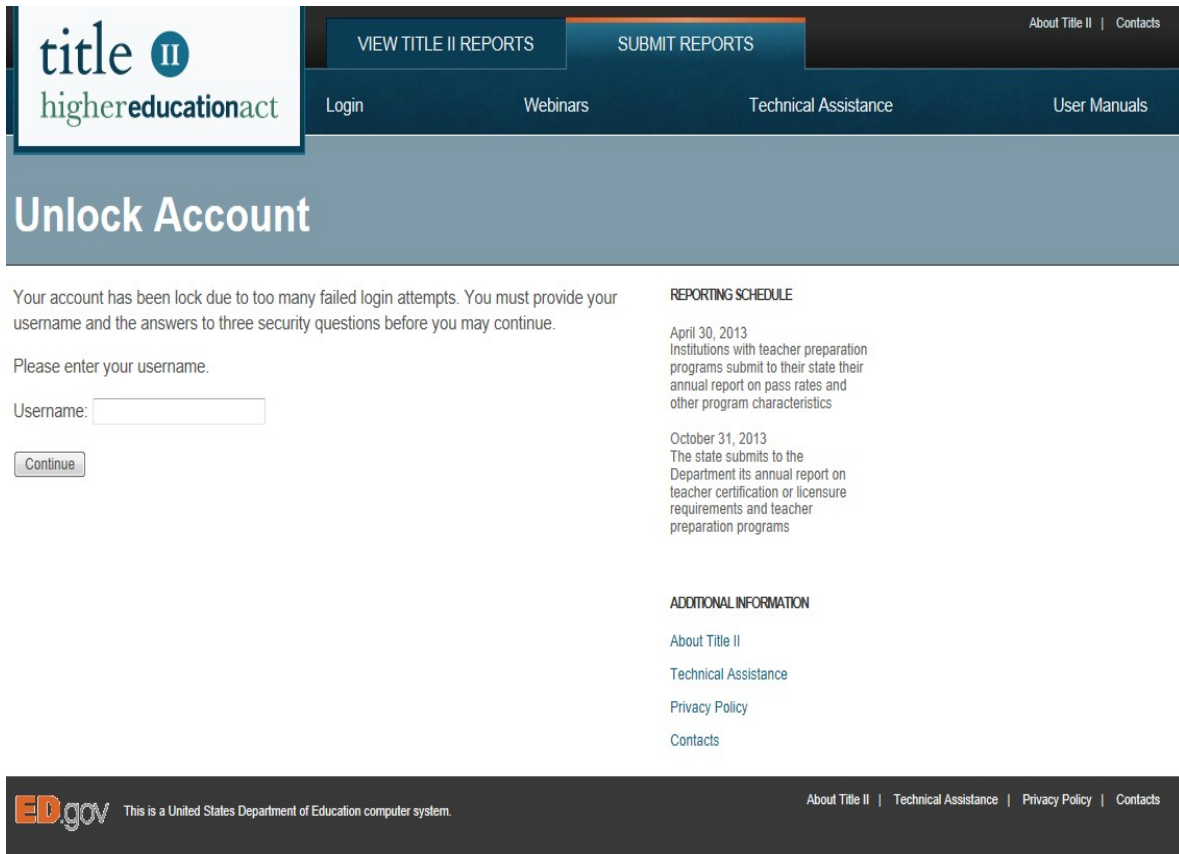 title II
highereducationact
VIEW TITLE II REPORTS
SUBMIT REPORTS
About Title II | Contacts
Login
Webinars
Technical Assistance
User Manuals
Unlock Account
Your account has been lock due to too many failed login attempts. You must provide your
username and the answers to three security questions before you may continue.
Please enter your username.
Username:
Continue
REPORTING SCHEDULE
April 30, 2013
Institutions with teacher preparation
programs submit to their state their
annual report on pass rates and
other program characteristics
October 31, 2013
The state submits to the
Department its annual report on
teacher certification or licensure
requirements and teacher
preparation programs
ADDITIONAL INFORMATION
About Title II
Technical Assistance
Privacy Policy
Contacts
ED.gov This is a United States Department of Education computer system.
About Title II | Technical Assistance | Privacy Policy | Contacts